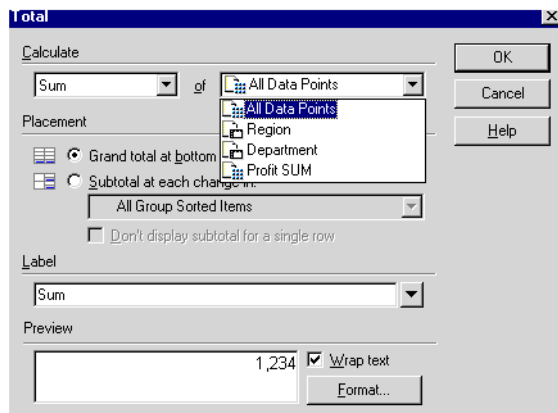 Total
Calculate
OK
Sum of All Data Points
Cancel
All Data Points
Region
Department
Profit SUM
Placement
Help
Grand total at bottom
Subtotal at each change in:
All Group Sorted Items
Don't display subtotal for a single row
Label
Sum
Preview
1,234
Wrap text
Format...